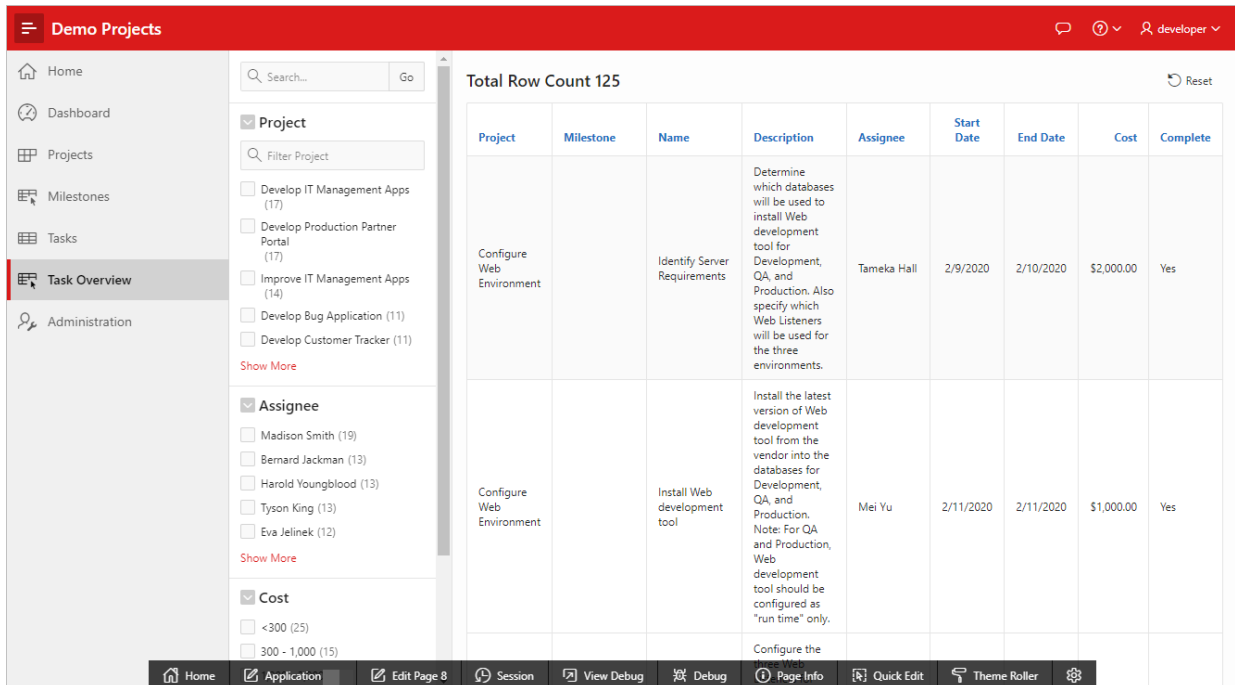 Demo Projects
developer
Home
Dashboard
Projects
Milestones
Tasks
Task Overview
Administration
Search...
Go
Project
Filter Project
Develop IT Management Apps
(17)
Develop Production Partner
Portal
(17)
Improve IT Management Apps
(14)
Develop Bug Application (11)
Develop Customer Tracker (11)
Show More
Assignee
Madison Smith (19)
Bernard Jackman (13)
Harold Youngblood (13)
Tyson King (13)
Eva Jelinek (12)
Show More
Cost
<300 (25)
300 - 1,000 (15)
Total Row Count 125
Reset
Project
Milestone
Name
Description
Assignee
Start
Date
End Date
Cost
Complete
Configure
Web
Environment
Identify Server
Requirements
Determine
which databases
will be used to
install Web
development
tool for
Development,
QA, and
Production. Also
specify which
Web Listeners
will be used for
the three
environments.
Tameka Hall
2/9/2020
2/10/2020
$2,000.00
Yes
Configure
Web
Environment
Install Web
development
tool
Install the latest
version of Web
development
tool from the
vendor into the
databases for
Development,
QA, and
Production.
Note: For QA
and Production,
Web
development
tool should be
configured as
"run time" only.
Mei Yu
2/11/2020
2/11/2020
$1,000.00
Yes
Configure the
three Web
Home
Application
Edit Page 8
Session
View Debug
Debug
Page Info
Quick Edit
Theme Roller